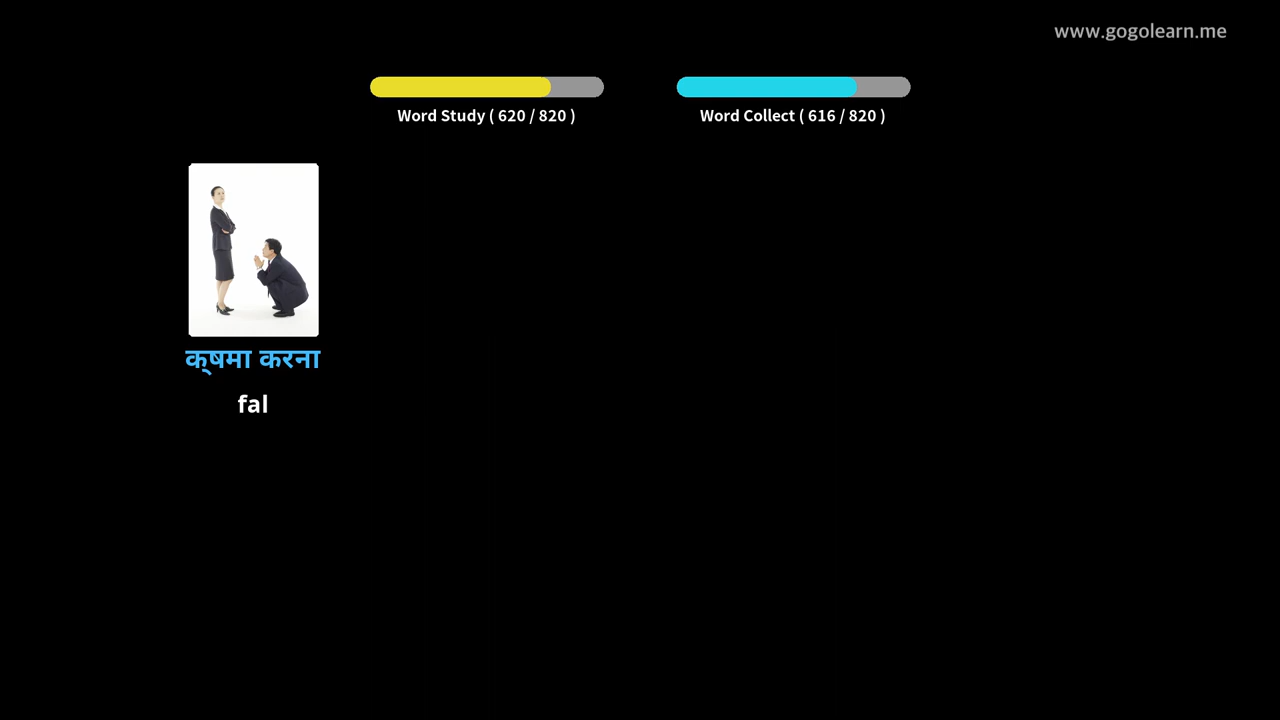 www.gogolearn.me
Word Study ( 620 / 820 )
Word Collect ( 616 / 820 )
क्षमा करना
fal